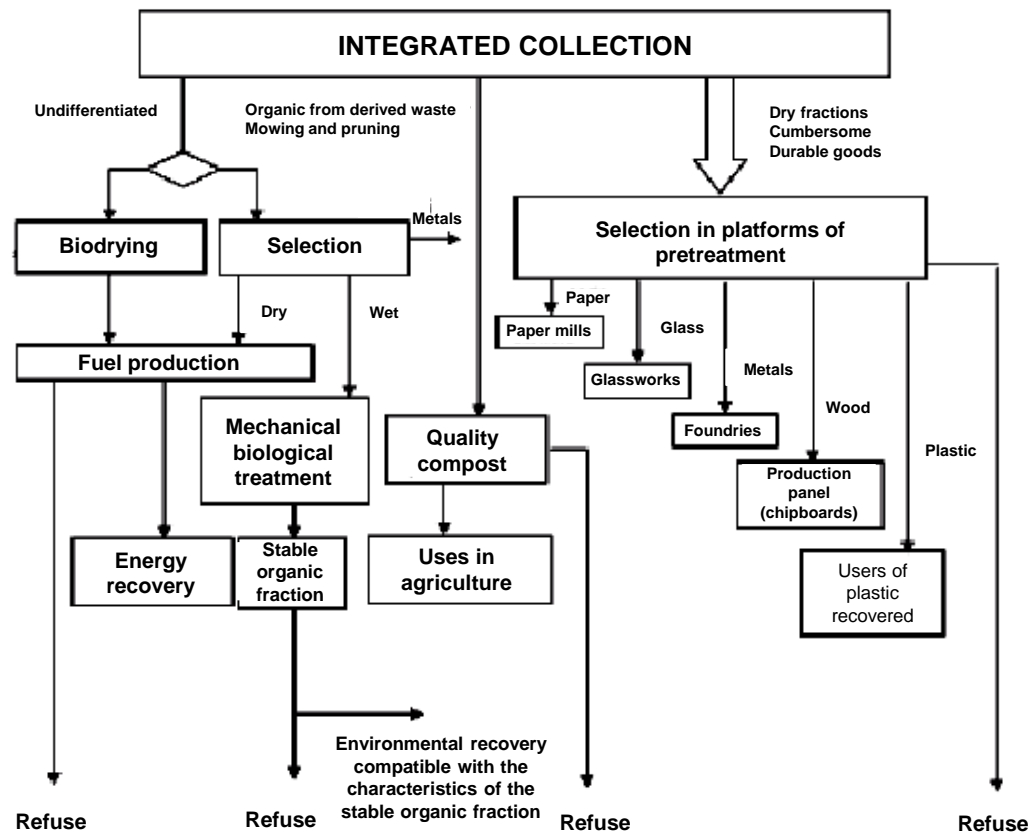 INTEGRATED COLLECTION
Undifferentiated
Organic from derived waste
Mowing and pruning
Dry fractions
Cumbersome
Durable goods
Biodrying
Selection
Metals
Selection in platforms of
pretreatment
Dry
Wet
Paper
Paper mills
Glass
Fuel production
Glassworks
Metals
Wood
Foundries
Plastic
Mechanical
biological
treatment
Quality
compost
Production
panel
(chipboards)
Energy
recovery
Stable
organic
fraction
Uses in
agriculture
Users of
plastic
recovered
Environmental recovery
compatible with the
characteristics of the
stable organic fraction
Refuse
Refuse
Refuse
Refuse